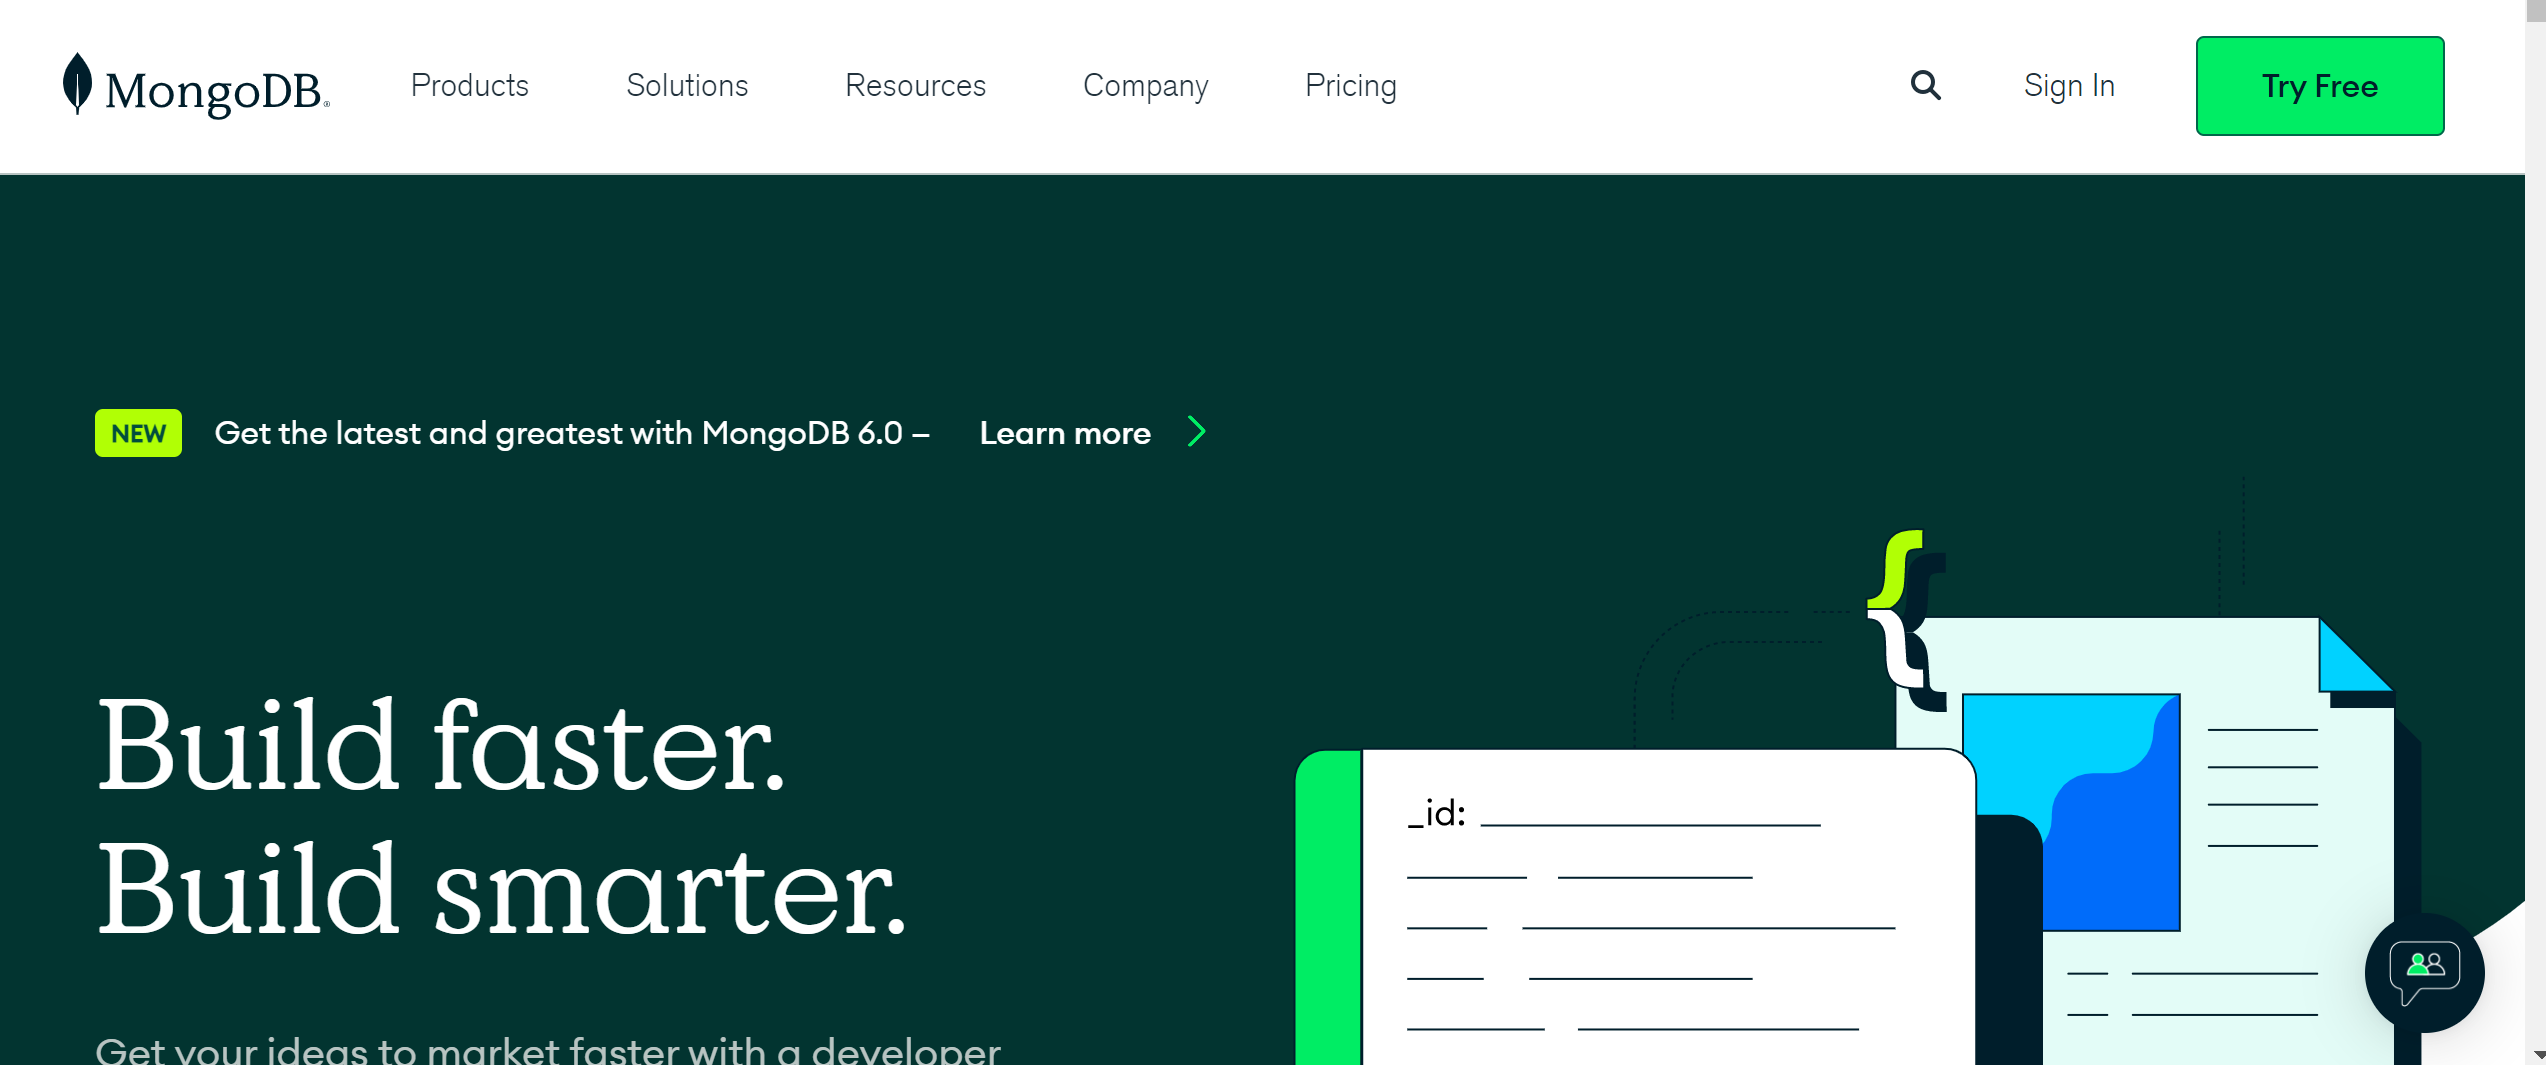 MongoDB®
Products
Solutions
Resources
Company
Pricing
Sign In
Try Free
NEW
Get the latest and greatest with MongoDB 6.0 –
Learn more
Build faster.
Build smarter.
Get your ideas to market faster with a developer
{
_id: